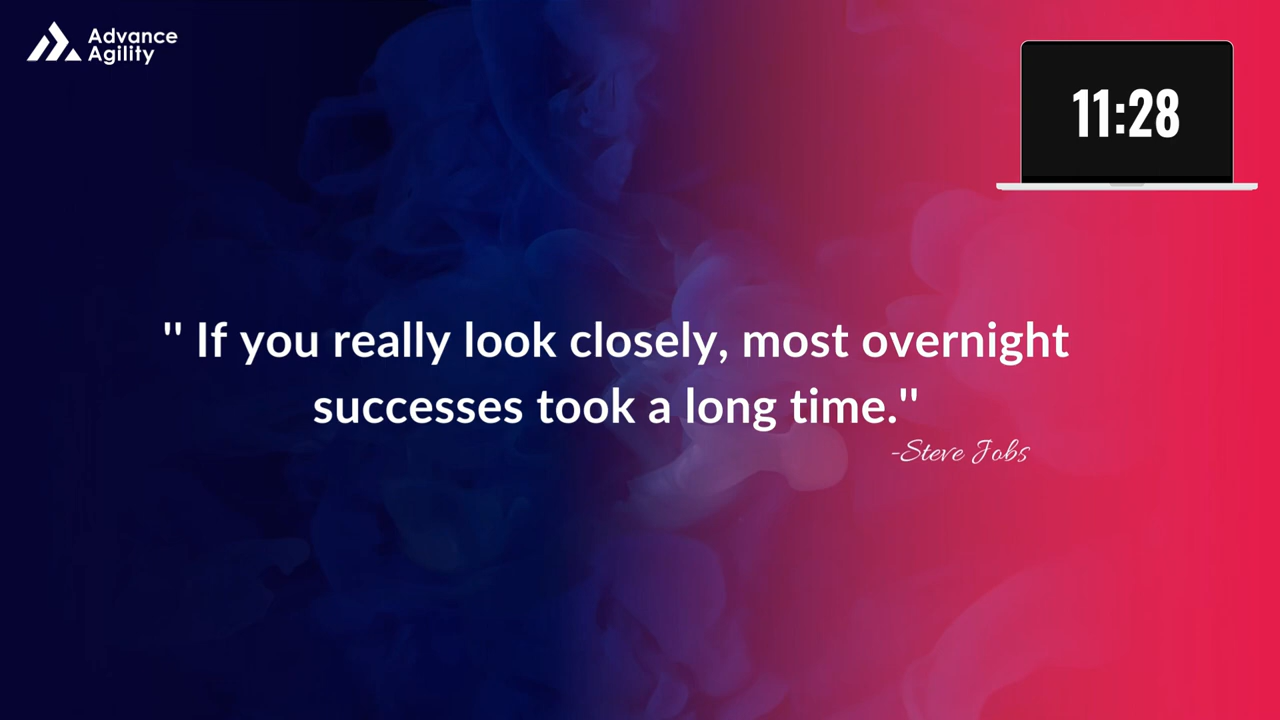 Advance
Agility
11:28
" If you really look closely, most overnight
successes took a long time."
-Steve Jobs